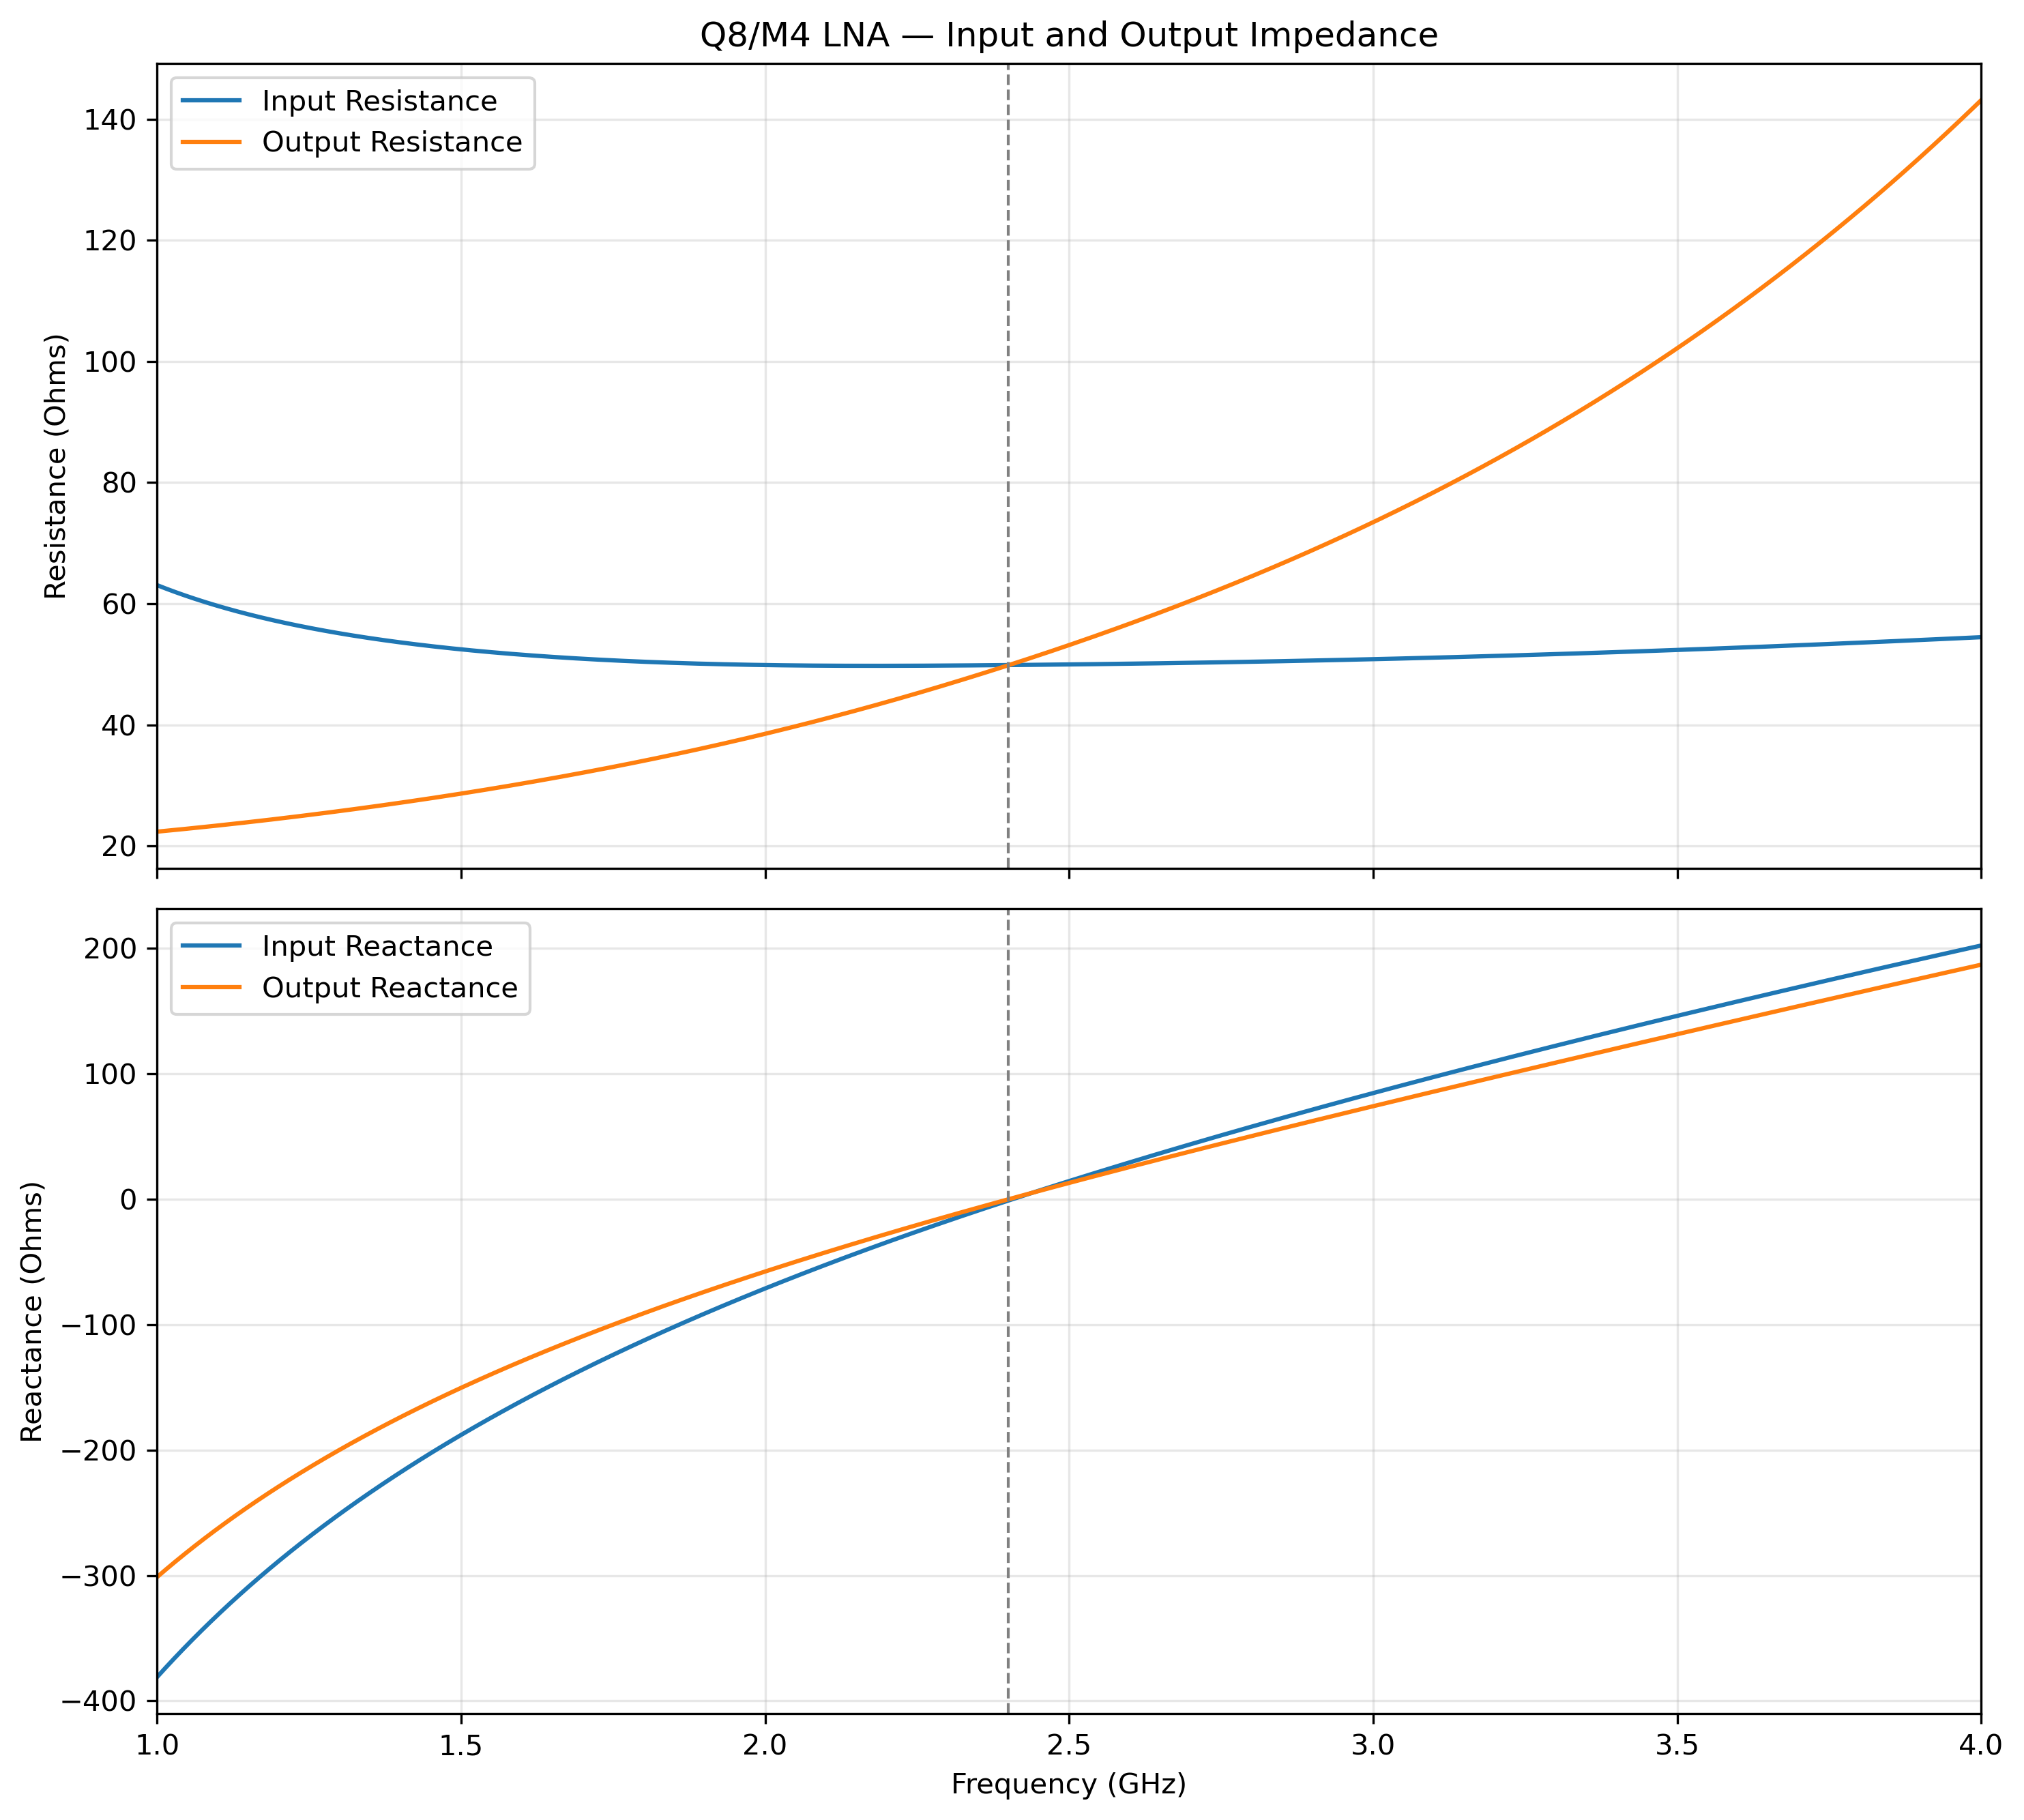 Q8/M4 LNA — Input and Output Impedance
Input Resistance
Output Resistance
Resistance (Ohms)
140
120
100
80
60
40
20
Input Reactance
Output Reactance
Reactance (Ohms)
200
100
0
−100
−200
−300
−400
1.0 1.5 2.0 2.5 3.0 3.5 4.0
Frequency (GHz)